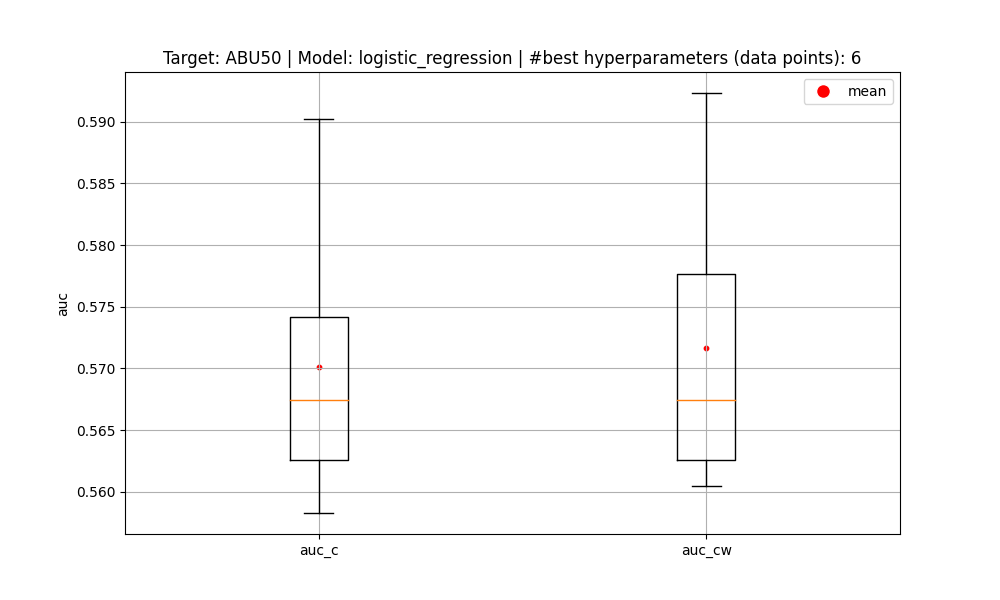 Target: ABU50 | Model: logistic_regression | #best hyperparameters (data points): 6
mean
0.590
0.585
0.580
0.575
0.570
0.565
0.560
auc
auc_c
auc_cw